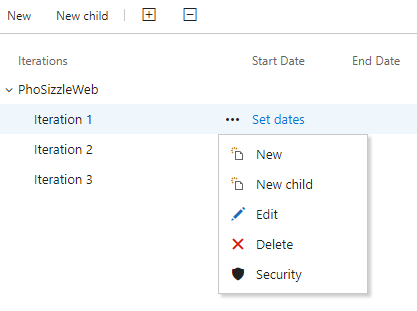 New New child
Iterations Start Date End Date
PhoSizzleWeb
Iteration 1 ••• Set dates
Iteration 2
Iteration 3
New
New child
Edit
Delete
Security